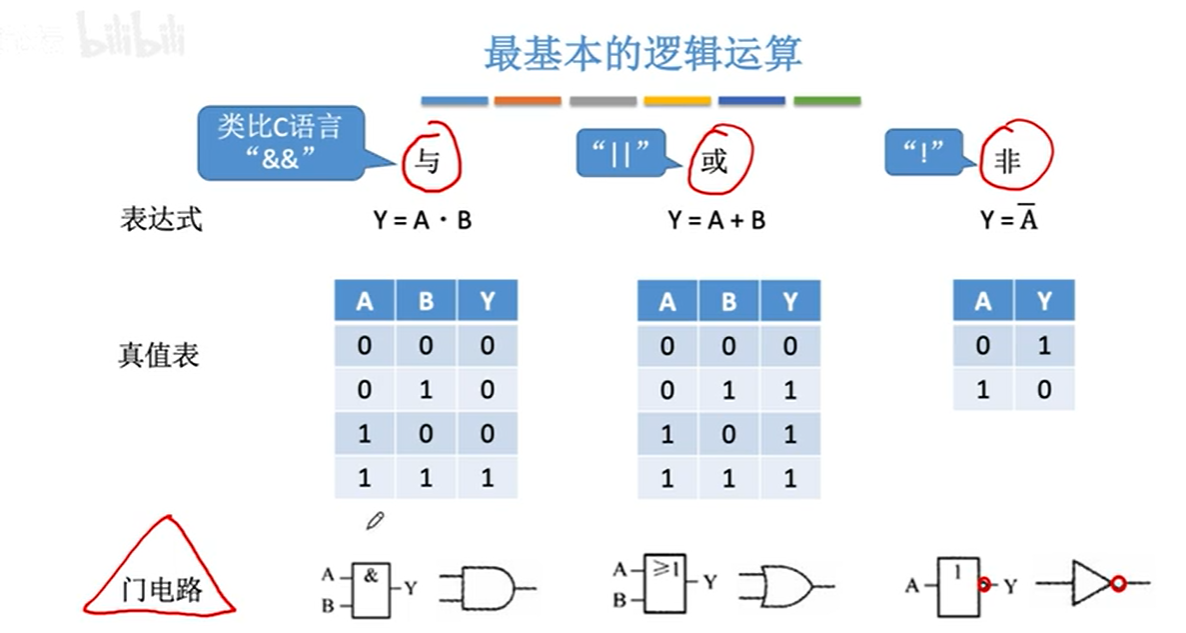 bilibili
最基本的逻辑运算
类比C语言
“&&”
与
“||”
或
“!”
非
表达式
Y = A · B
Y = A + B
Y = A̅
真值表
A B Y
0 0 0
0 1 0
1 0 0
1 1 1
A B Y
0 0 0
0 1 1
1 0 1
1 1 1
A Y
0 1
1 0
门电路
A
B
&
Y
A
B
≥1
Y
A
1
Y